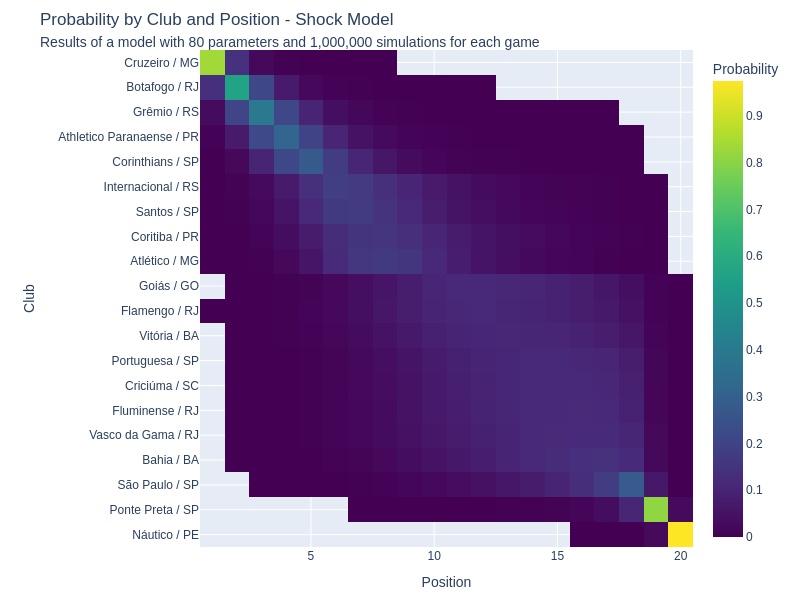 Probability by Club and Position - Shock Model
Results of a model with 80 parameters and 1,000,000 simulations for each game
Probability
Club
Cruzeiro / MG
Botafogo / RJ
Grêmio / RS
Athletico Paranaense / PR
Corinthians / SP
Internacional / RS
Santos / SP
Coritiba / PR
Atlético / MG
Goiás / GO
Flamengo / RJ
Vitória / BA
Portuguesa / SP
Criciúma / SC
Fluminense / RJ
Vasco da Gama / RJ
Bahia / BA
São Paulo / SP
Ponte Preta / SP
Náutico / PE
0.9
0.8
0.7
0.6
0.5
0.4
0.3
0.2
0.1
0
5
10
15
20
Position